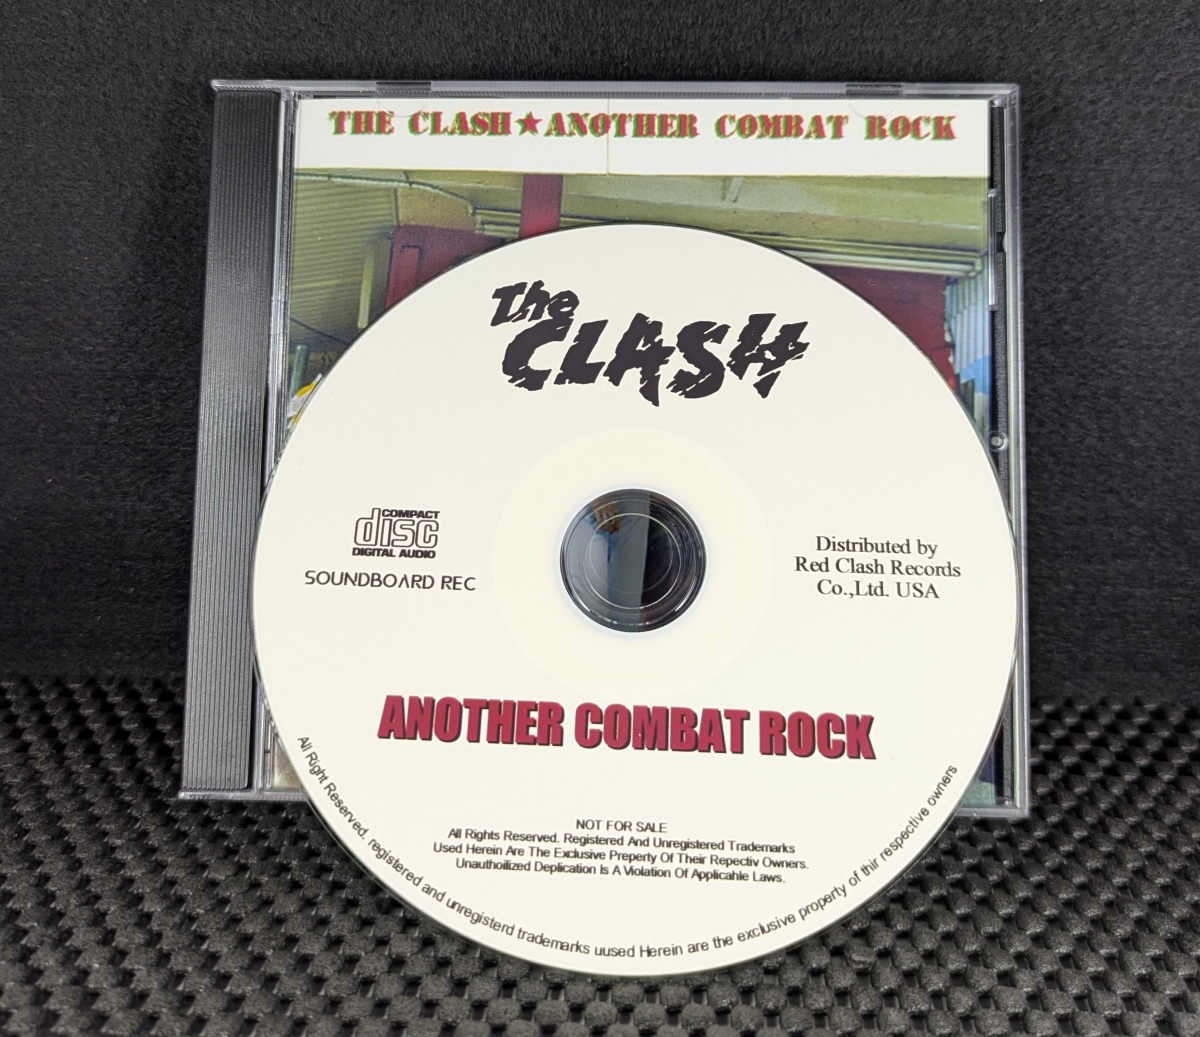 THE CLASH★ANOTHER COMBAT ROCK
The
CLASH
COMPACT
disc
DIGITAL AUDIO
SOUNDBOARD REC
Distributed by
Red Clash Records
Co.,Ltd. USA
ANOTHER COMBAT ROCK
NOT FOR SALE
All Rights Reserved. Registered And Unregistered Trademarks
Used Herein Are The Exclusive Preperty Of Their Repectiv Owners.
Unauthoilized Deplication Is A Violation Of Applicahle Laws.
All Right Reserved. registered and unregisterd trademarks uused Herein are the exclusive property of thir respective owners